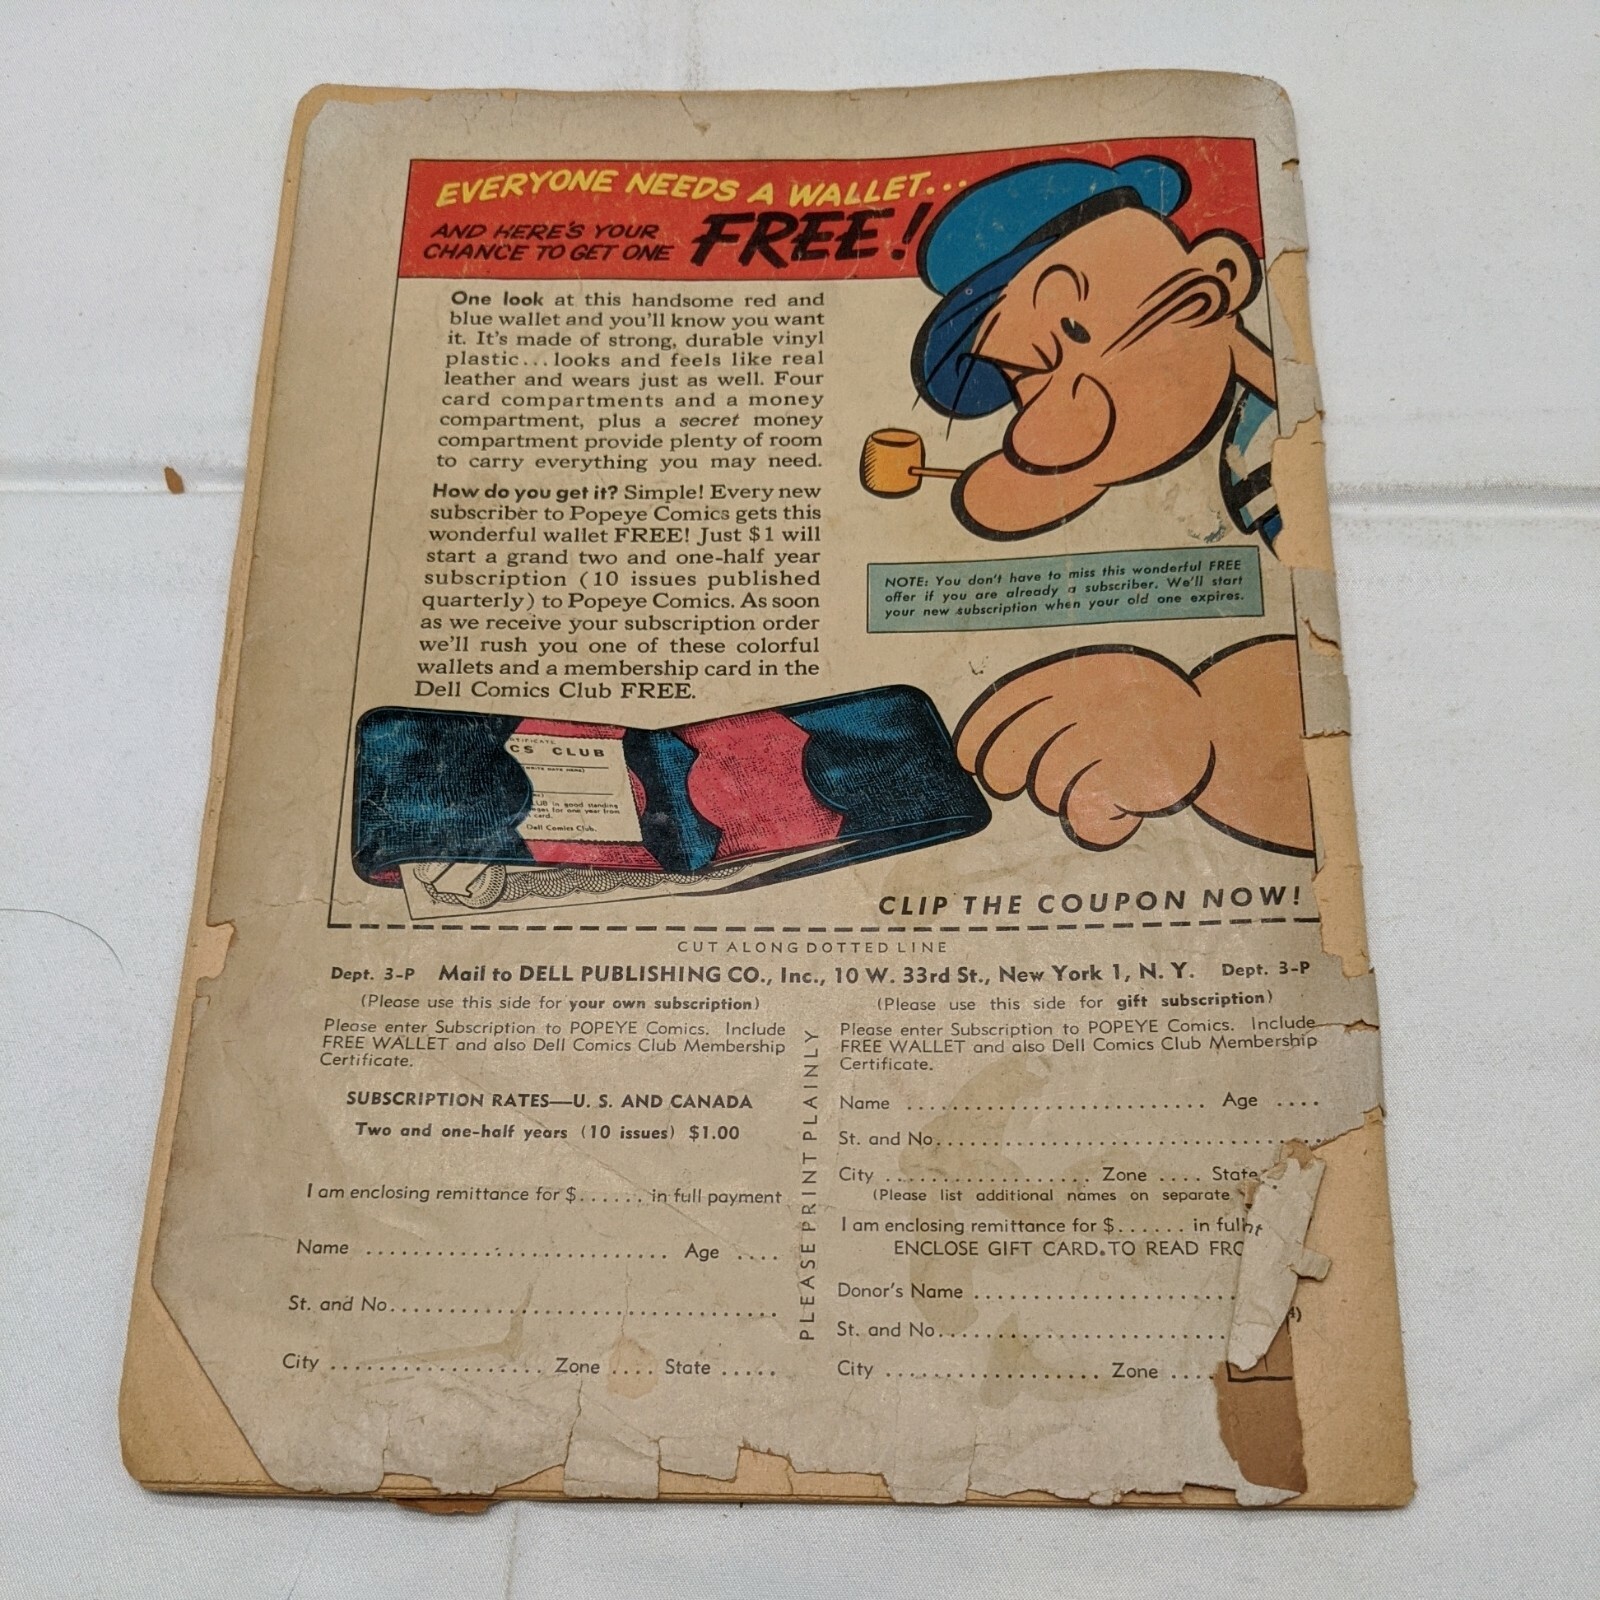 EVERYONE NEEDS A WALLET...
AND HERE'S YOUR
CHANCE TO GET ONE
FREE!
One look at this handsome red and
blue wallet and you'll know you want
it. It's made of strong, durable vinyl
plastic... looks and feels like real
leather and wears just as well. Four
card compartments and a money
compartment, plus a secret money
compartment provide plenty of room
to carry everything you may need.
How do you get it? Simple! Every new
subscriber to Popeye Comics gets this
wonderful wallet FREE! Just $1 will
start a grand two and one-half year
subscription (10 issues published
quarterly) to Popeye Comics. As soon
as we receive your subscription order
we'll rush you one of these colorful
wallets and a membership card in the
Dell Comics Club FREE.
NOTE: You don't have to miss this wonderful FREE
offer if you are already a subscriber. We'll start
your new subscription when your old one expires.
CS CLUB
LUB in good standing
ges for one year from
card.
Dell Comics Club.
CLIP THE COUPON NOW!
CUT ALONG DOTTED LINE
Dept. 3-P Mail to DELL PUBLISHING CO., Inc., 10 W. 33rd St., New York 1, N. Y. Dept. 3-P
(Please use this side for your own subscription)
Please enter Subscription to POPEYE Comics. Include
FREE WALLET and also Dell Comics Club Membership
Certificate.
SUBSCRIPTION RATES—U. S. AND CANADA
Two and one-half years (10 issues) $1.00
I am enclosing remittance for $...... in full payment
Name .............................. Age ....
St. and No...................................
City ..................... Zone .... State .....
PLEASE PRINT PLAINLY
(Please use this side for gift subscription)
Please enter Subscription to POPEYE Comics. Include
FREE WALLET and also Dell Comics Club Membership
Certificate.
Name .............................. Age ....
St. and No...................................
City ..................... Zone .... State
(Please list additional names on separate
I am enclosing remittance for $...... in full
ENCLOSE GIFT CARD. TO READ FRO
Donor's Name ..........................
St. and No.............................
City ..................... Zone ....